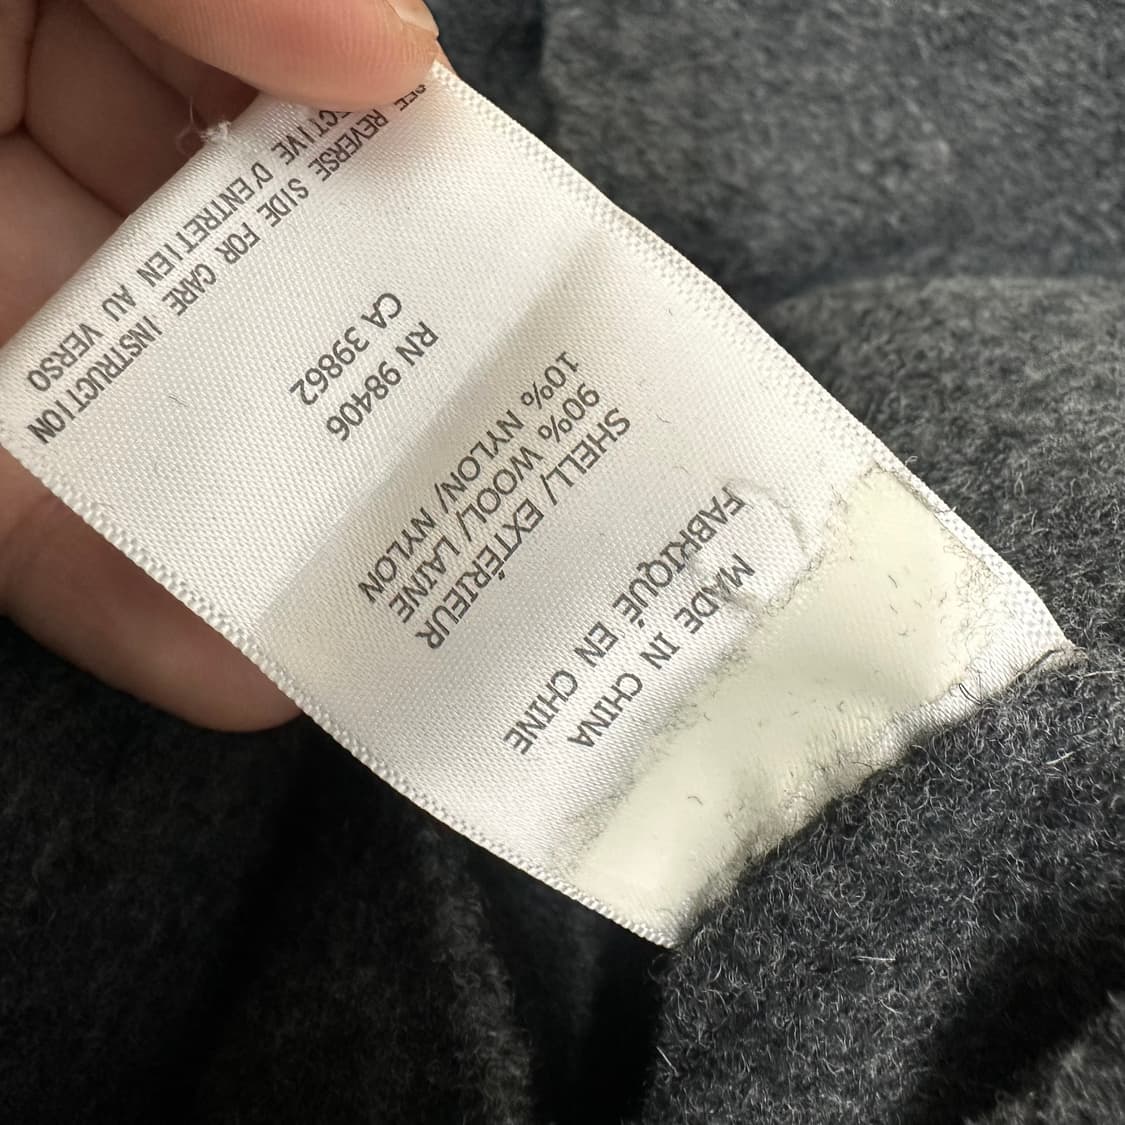 MADE IN CHINA
FABRIQUÉ EN CHINE
SHELL/ EXTÉRIEUR
90% WOOL/ LAINE
10% NYLON/ NYLON
RN 98406
CA 39862
SEE REVERSE SIDE FOR CARE INSTRUCTION
D'ENTRETIEN AU VERSO